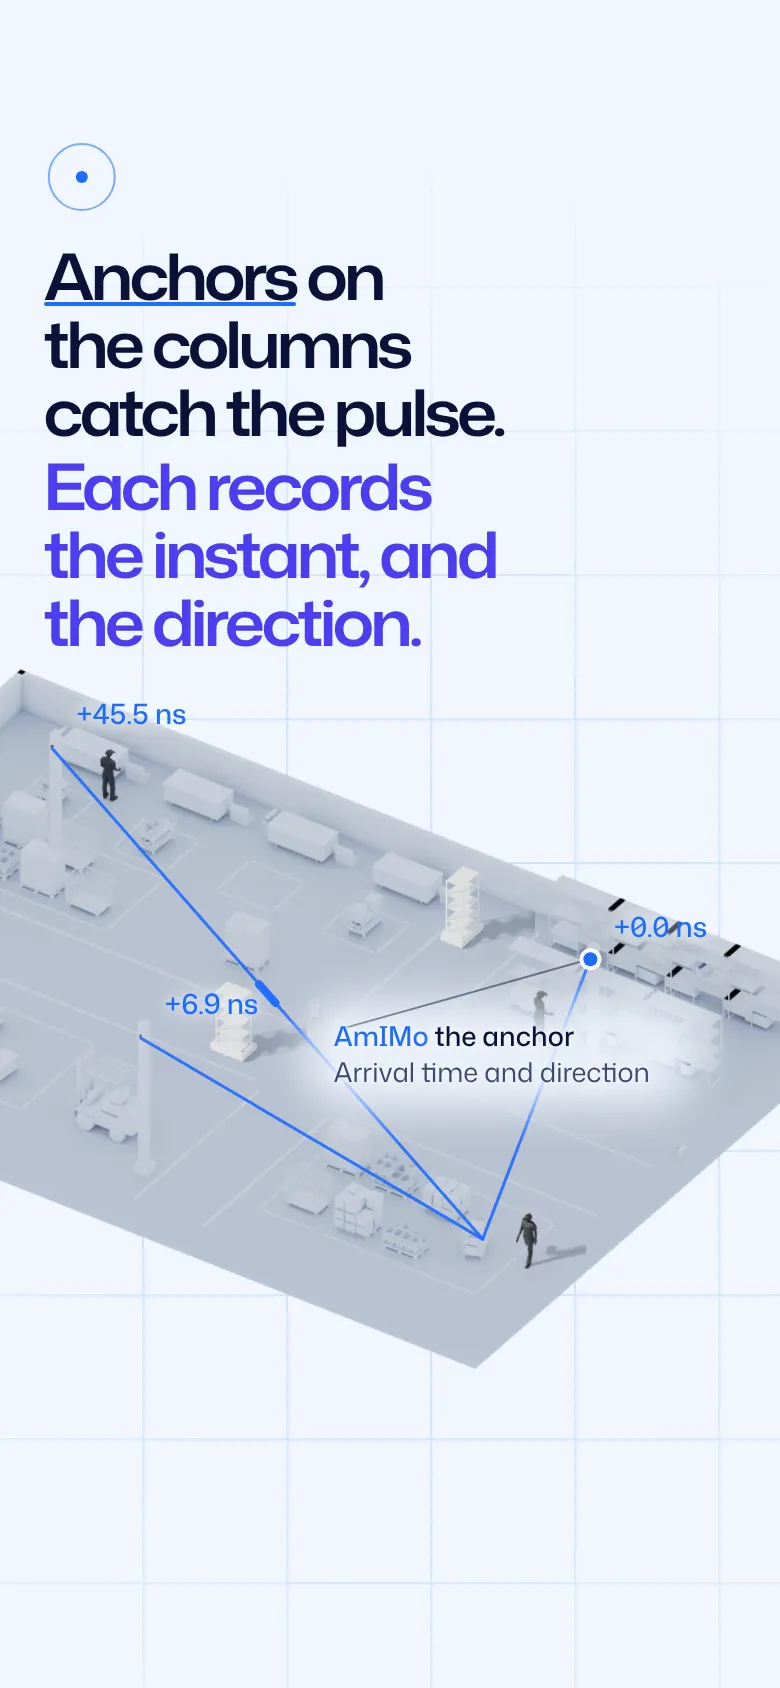 Anchors on
the columns
catch the pulse.
Each records
the instant, and
the direction.
+45.5 ns
+0.0 ns
+6.9 ns
AmIMo the anchor
Arrival time and direction